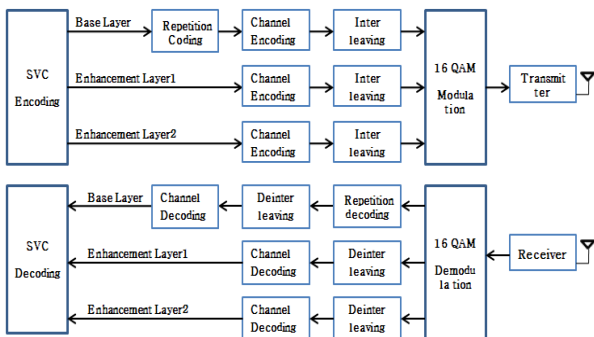 Base Layer
Repetition
Coding
Channel
Encoding
Inter
leaving
SVC
Encoding
Enhancement Layer1
Channel
Encoding
Inter
leaving
16 QAM
Modula
tion
Transmit
ter
Enhancement Layer2
Channel
Encoding
Inter
leaving
Base Layer
Channel
Decoding
Deinter
leaving
Repetition
decoding
SVC
Decoding
Enhancement Layer1
Channel
Decoding
Deinter
leaving
16 QAM
Demodu
lation
Receiver
Enhancement Layer2
Channel
Decoding
Deinter
leaving